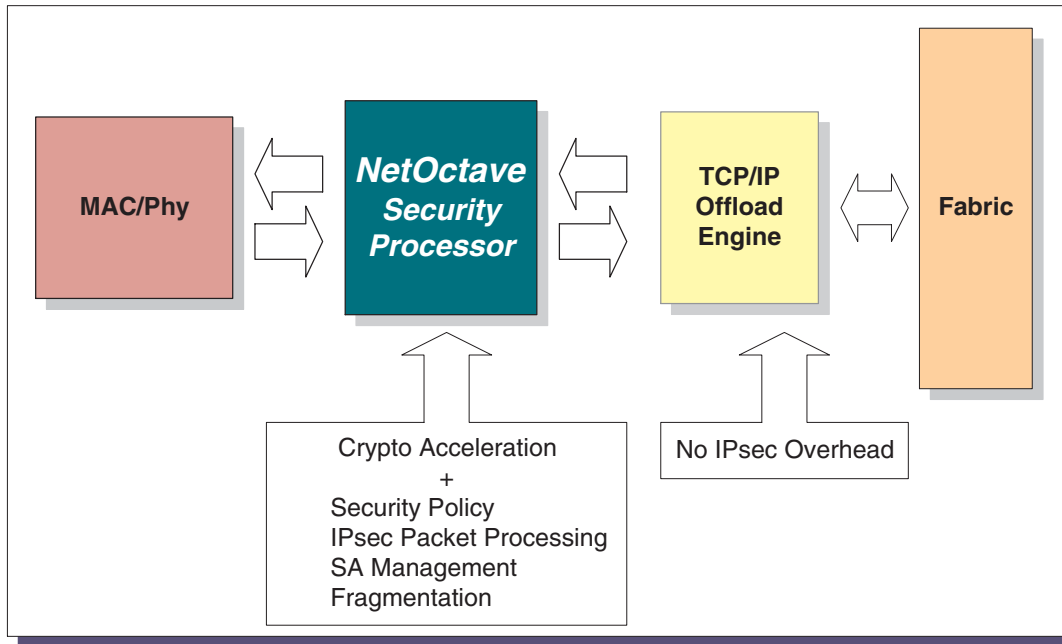 MAC/Phy
NetOctave
Security
Processor
TCP/IP
Offload
Engine
Fabric
Crypto Acceleration
+
Security Policy
IPsec Packet Processing
SA Management
Fragmentation
No IPsec Overhead